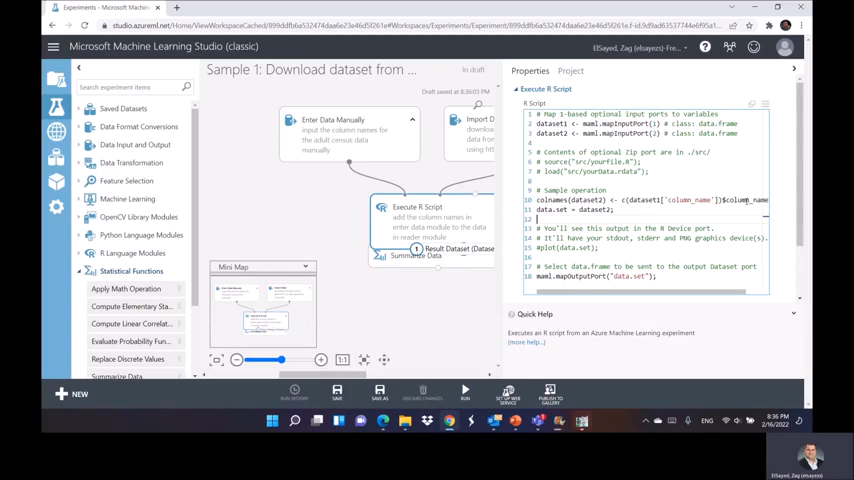 Experiments - Microsoft Machin
studio.azureml.net/Home/ViewWorkspaceCached/899ddfb6a532474daa6e23e46d5f261e#Workspaces/Experiments/Experiment/899ddfb6a532474daa6e23e46d5f261e.f-id.9d9ad63537974ea6915...
Microsoft Machine Learning Studio (classic)
ElSayed, Zag (elsayezs)-Fre...
Search experiment items
Saved Datasets
Data Format Conversions
Data Input and Output
Data Transformation
Feature Selection
Machine Learning
OpenCV Library Modules
Python Language Modules
R Language Modules
Statistical Functions
Apply Math Operation
Compute Elementary Sta...
Compute Linear Correlat...
Evaluate Probability Func...
Replace Discrete Values
Summarize Data
Sample 1: Download dataset from ...
In draft
Draft saved at 8:36:03 PM
Enter Data Manually
input the column names for
the adult census data
manually
Import D
download
data from
using htt
Execute R Script
add the column names in
enter data module to the data
in reader module
1
Result Dataset (Datase
Summarize Data
Mini Map
1:1
Properties
Project
Execute R Script
R Script
1 # Map 1-based optional input ports to variables
2 dataset1 <- maml.mapInputPort(1) # class: data.frame
3 dataset2 <- maml.mapInputPort(2) # class: data.frame
4
5 # Contents of optional Zip port are in ./src/
6 # source("src/yourfile.R");
7 # load("src/yourData.rdata");
8
9 # Sample operation
10 colnames(dataset2) <- c(dataset1['column_name'])$column_name
11 data.set = dataset2;
12
13 # You'll see this output in the R Device port.
14 # It'll have your stdout, stderr and PNG graphics device(s).
15 #plot(data.set);
16
17 # Select data.frame to be sent to the output Dataset port
18 maml.mapOutputPort("data.set");
Quick Help
Executes an R script from an Azure Machine Learning experiment
(more help...)
NEW
RUN HISTORY
SAVE
SAVE AS
DISCARD CHANGES
RUN
SET UP WEB SERVICE
PUBLISH TO GALLERY
ENG
8:36 PM
2/16/2022
ElSayed, Zag (elsayezs)